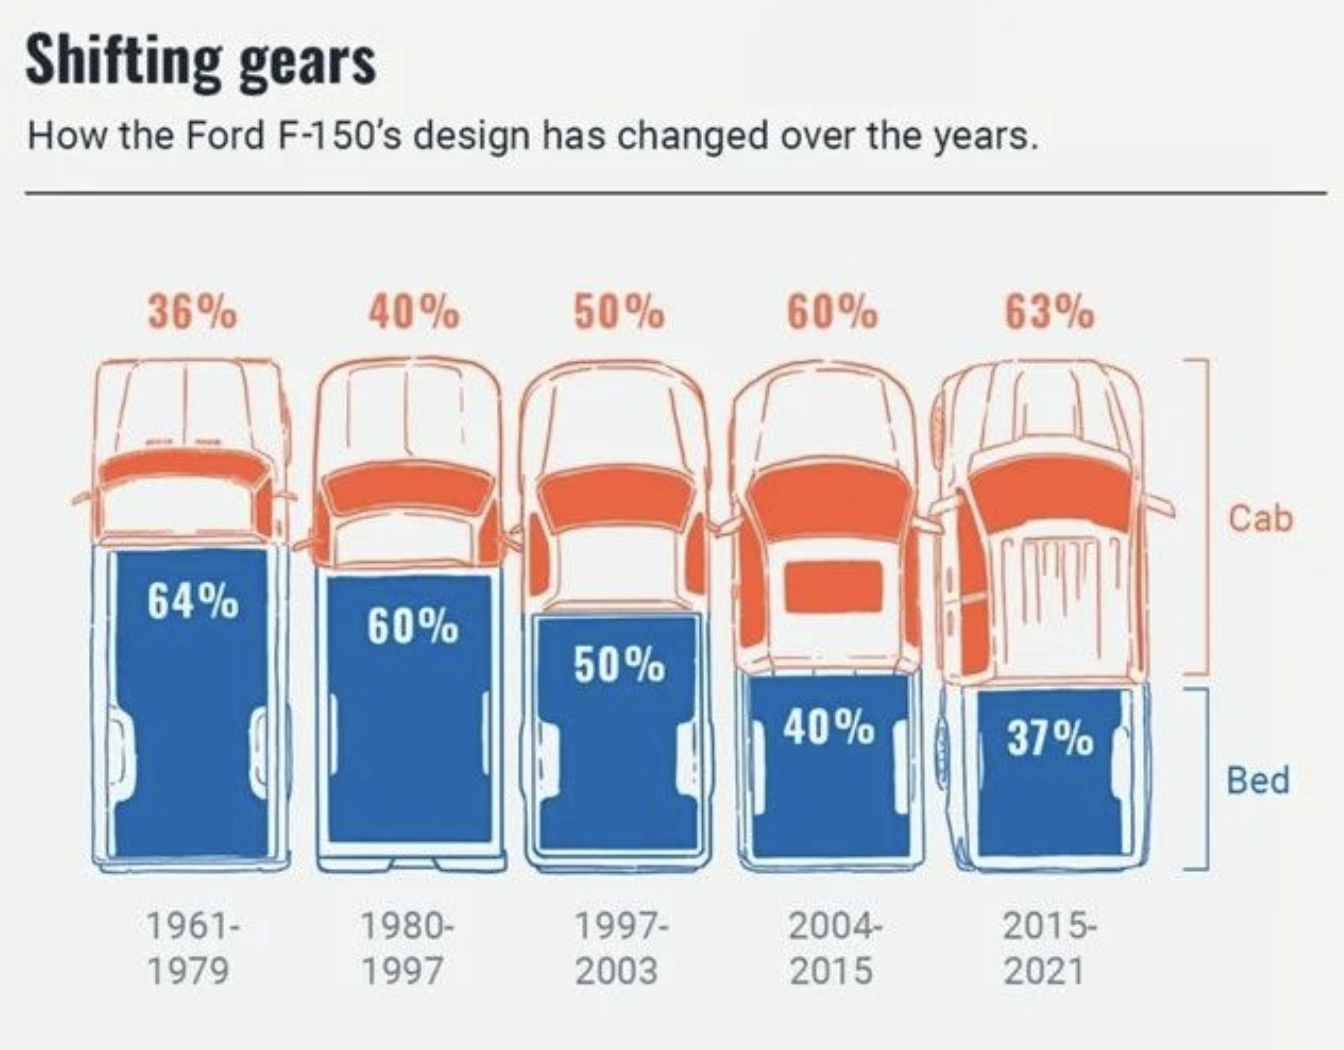 Shifting gears
How the Ford F-150's design has changed over the years.
36% 40% 50% 60% 63%
Cab
64%
60%
50%
40%
37%
Bed
1961- 1980- 1997- 2004- 2015-
1979 1997 2003 2015 2021